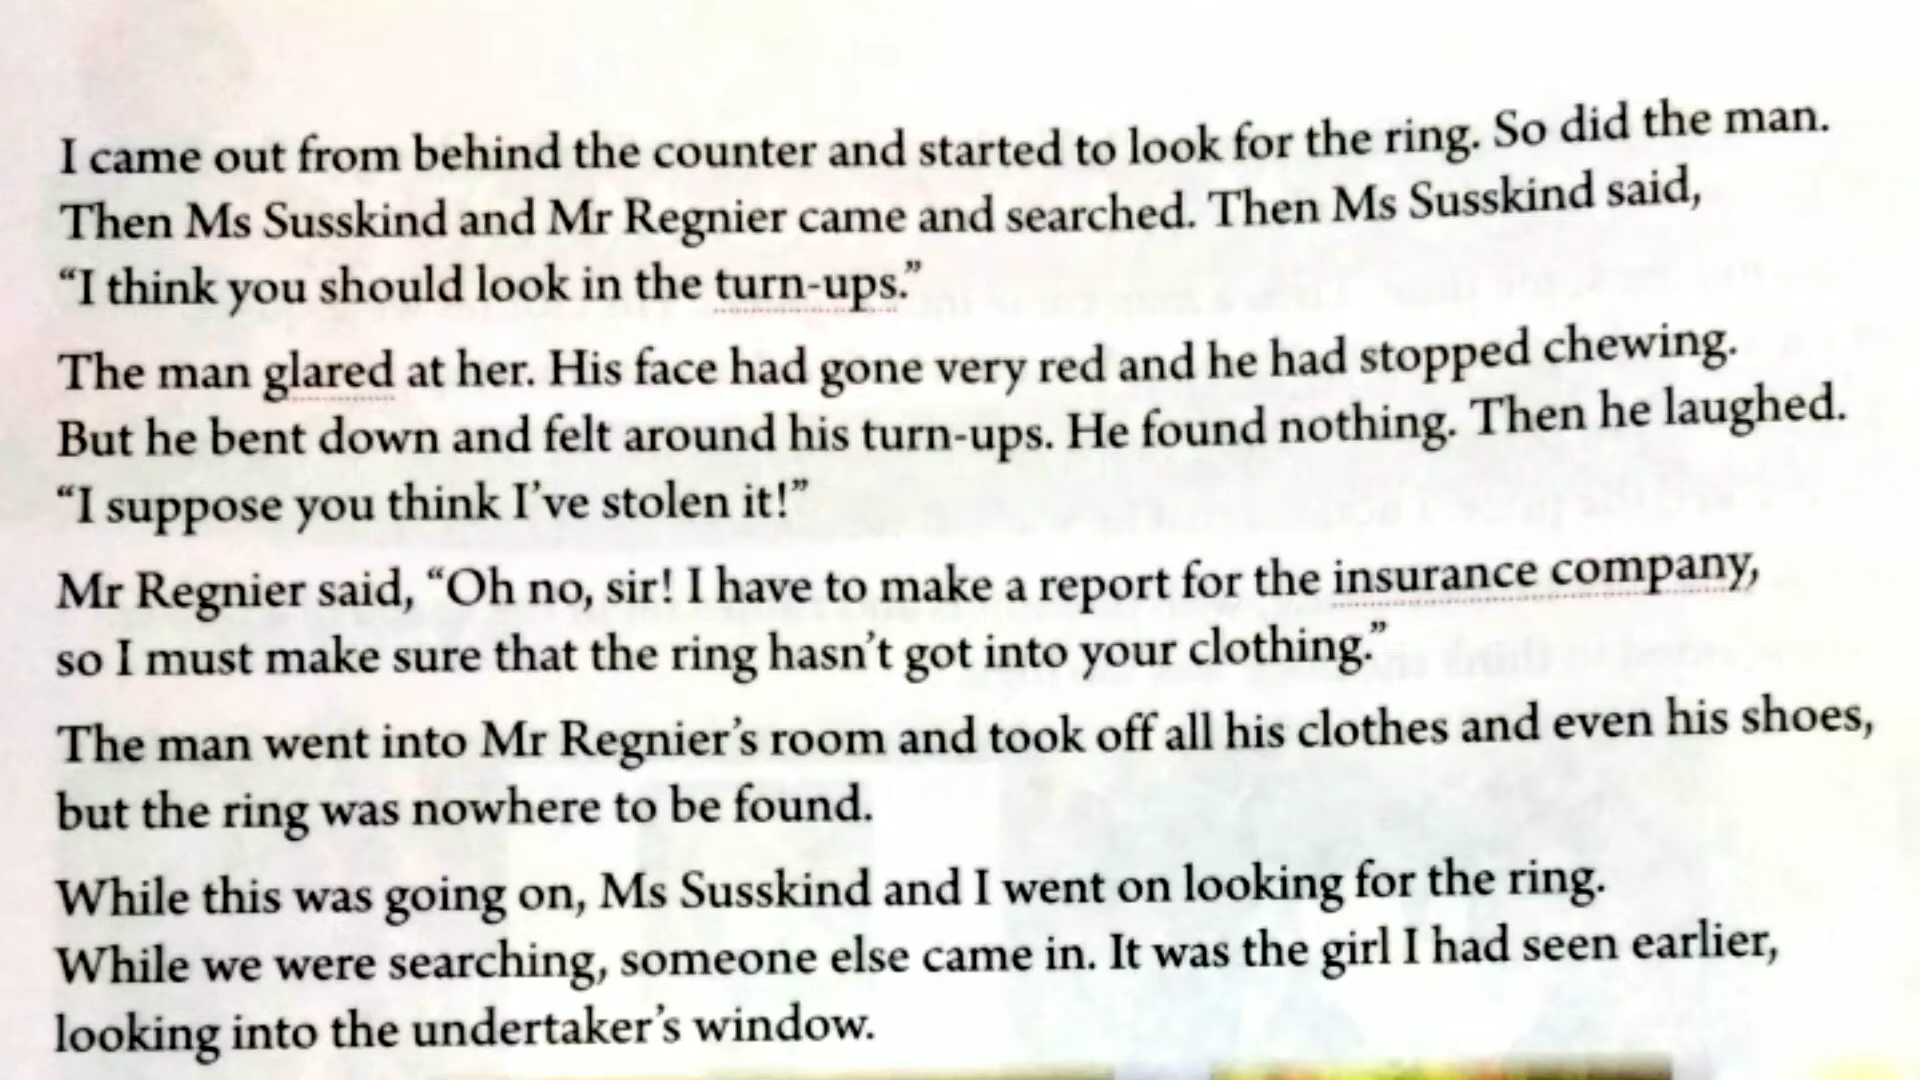 I came out from behind the counter and started to look for the ring. So did the man.
Then Ms Susskind and Mr Regnier came and searched. Then Ms Susskind said,
“I think you should look in the turn-ups.”
The man glared at her. His face had gone very red and he had stopped chewing.
But he bent down and felt around his turn-ups. He found nothing. Then he laughed.
“I suppose you think I’ve stolen it!”
Mr Regnier said, “Oh no, sir! I have to make a report for the insurance company,
so I must make sure that the ring hasn’t got into your clothing.”
The man went into Mr Regnier’s room and took off all his clothes and even his shoes,
but the ring was nowhere to be found.
While this was going on, Ms Susskind and I went on looking for the ring.
While we were searching, someone else came in. It was the girl I had seen earlier,
looking into the undertaker’s window.